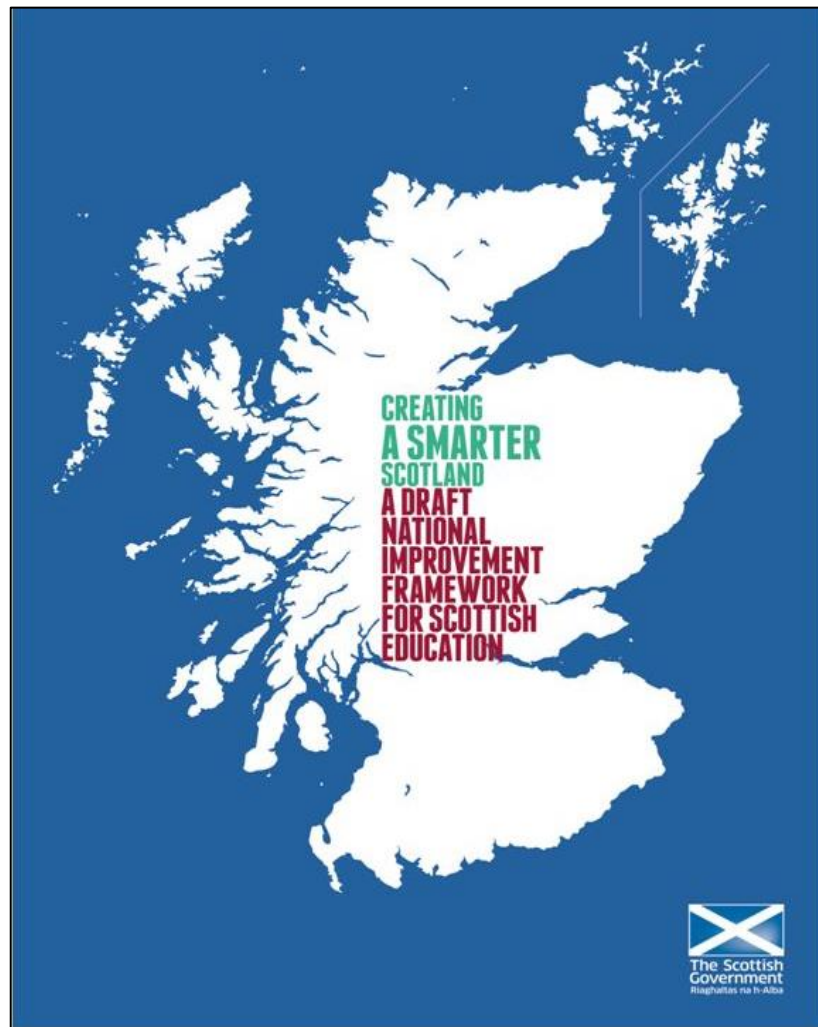 CREATING
A SMARTER
SCOTLAND
A DRAFT
NATIONAL
IMPROVEMENT
FRAMEWORK
FOR SCOTTISH
EDUCATION
The Scottish
Government
Riaghaltas na h-Alba